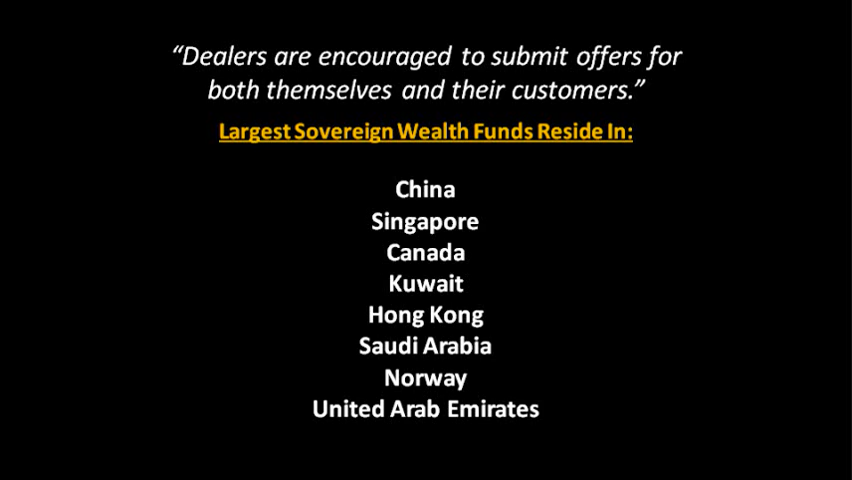 “Dealers are encouraged to submit offers for
both themselves and their customers.”
Largest Sovereign Wealth Funds Reside In:
China
Singapore
Canada
Kuwait
Hong Kong
Saudi Arabia
Norway
United Arab Emirates